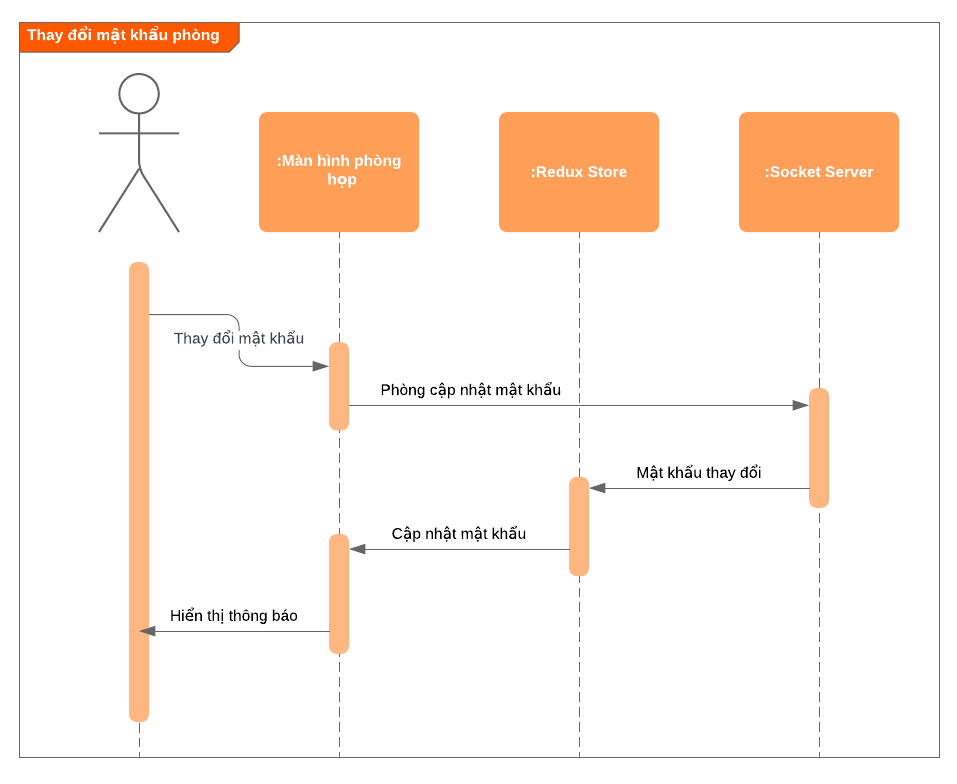 Thay đổi mật khẩu phòng
:Màn hình phòng
họp
:Redux Store
:Socket Server
Thay đổi mật khẩu
Phòng cập nhật mật khẩu
Mật khẩu thay đổi
Cập nhật mật khẩu
Hiển thị thông báo